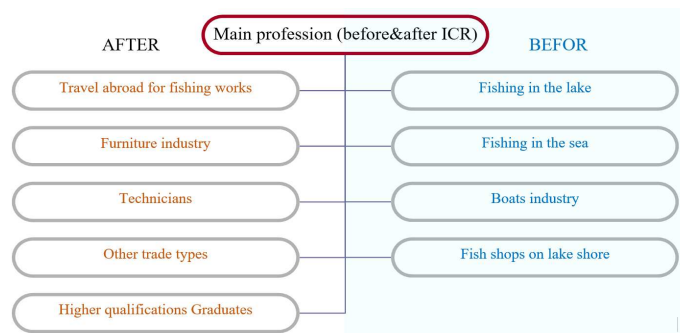 Main profession (before&after ICR)
AFTER
BEFOR
Travel abroad for fishing works
Fishing in the lake
Furniture industry
Fishing in the sea
Technicians
Boats industry
Other trade types
Fish shops on lake shore
Higher qualifications Graduates